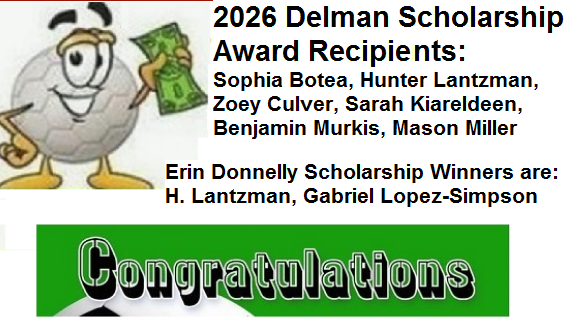 2026 Delman Scholarship
Award Recipients:
Sophia Botea, Hunter Lantzman,
Zoey Culver, Sarah Kiareldeen,
Benjamin Murkis, Mason Miller
Erin Donnelly Scholarship Winners are:
H. Lantzman, Gabriel Lopez-Simpson
Congratulations